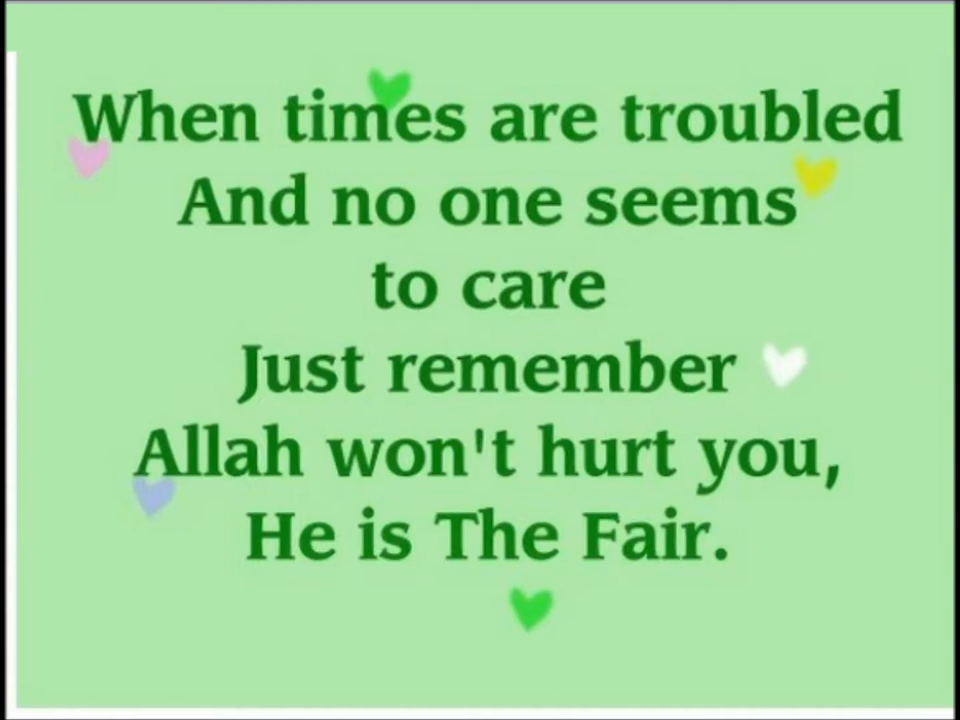 When times are troubled
And no one seems
to care
Just remember
Allah won't hurt you,
He is The Fair.